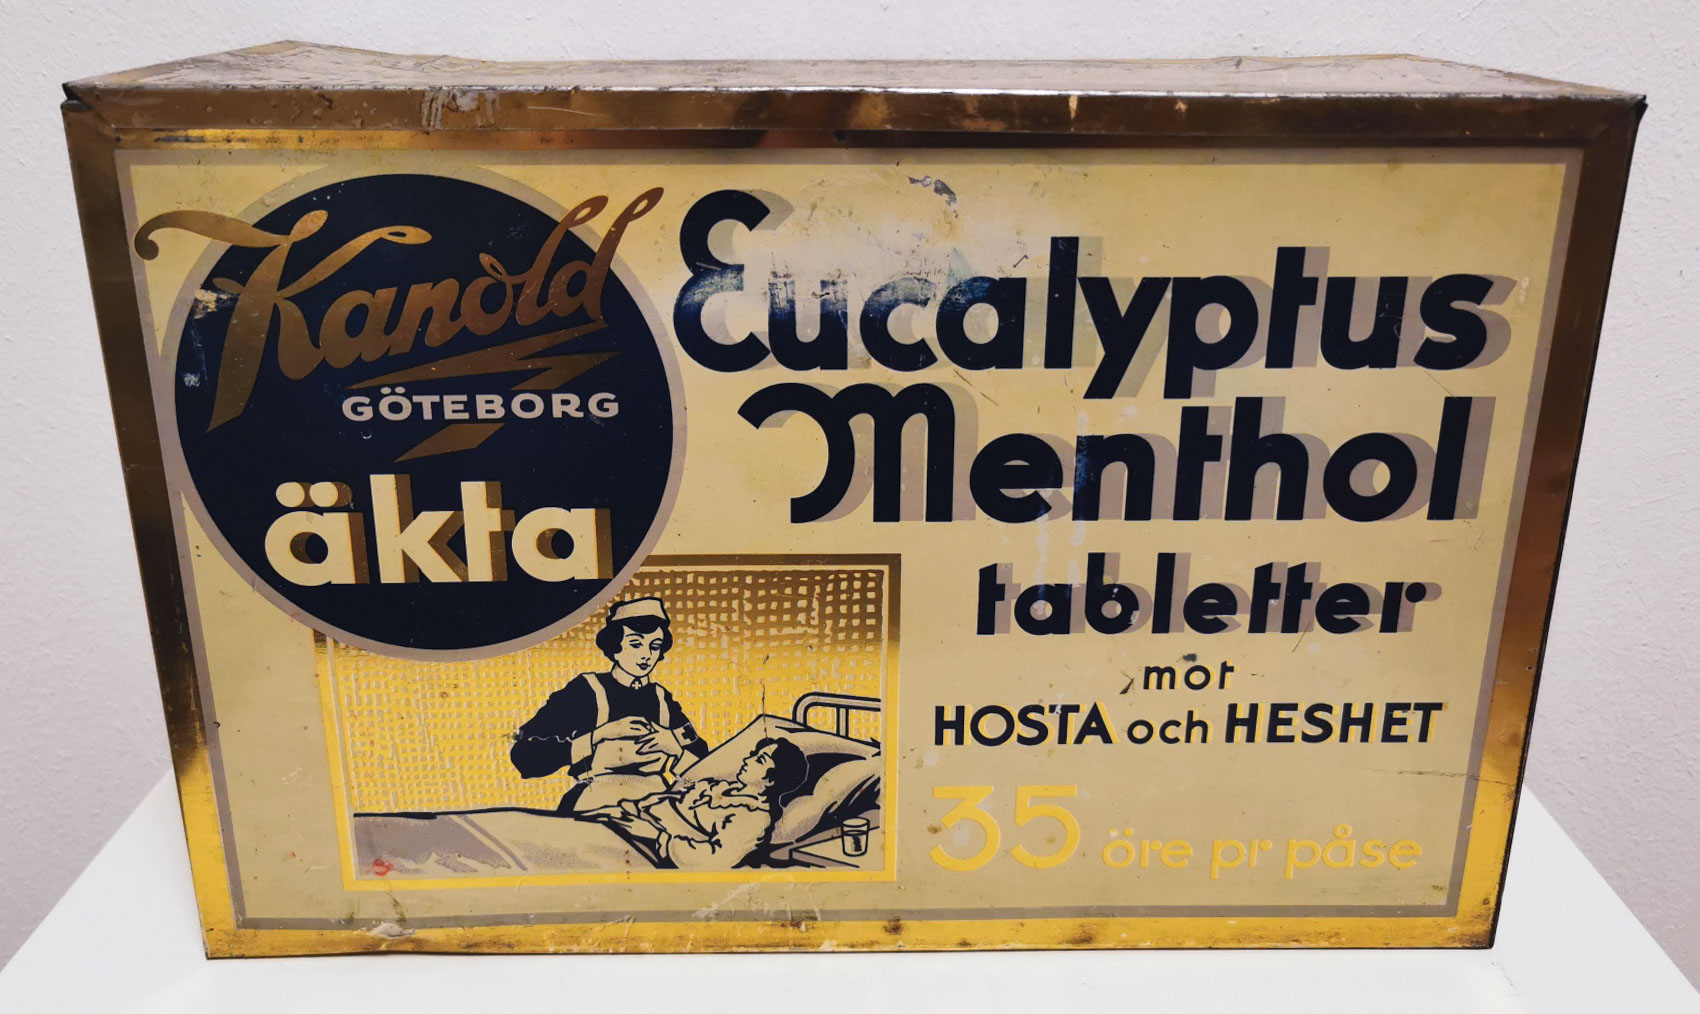 Kanold
GÖTEBORG
äkta
Eucalyptus
Menthol
tabletter
mot
HOSTA och HESHET
35 öre pr påse